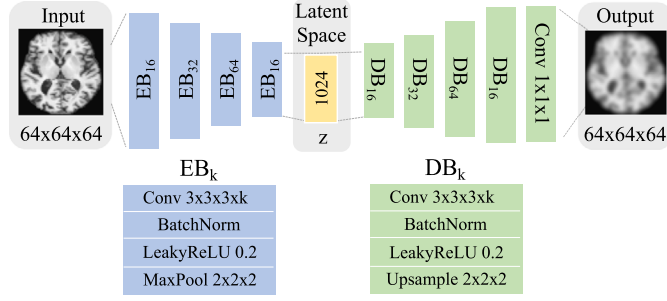 Input
64x64x64
EB16
EB32
EB64
EB16
Latent
Space
1024
z
DB16
DB32
DB64
DB16
Conv 1x1x1
Output
64x64x64
EBk
Conv 3x3x3xk
BatchNorm
LeakyReLU 0.2
MaxPool 2x2x2
DBk
Conv 3x3x3xk
BatchNorm
LeakyReLU 0.2
Upsample 2x2x2